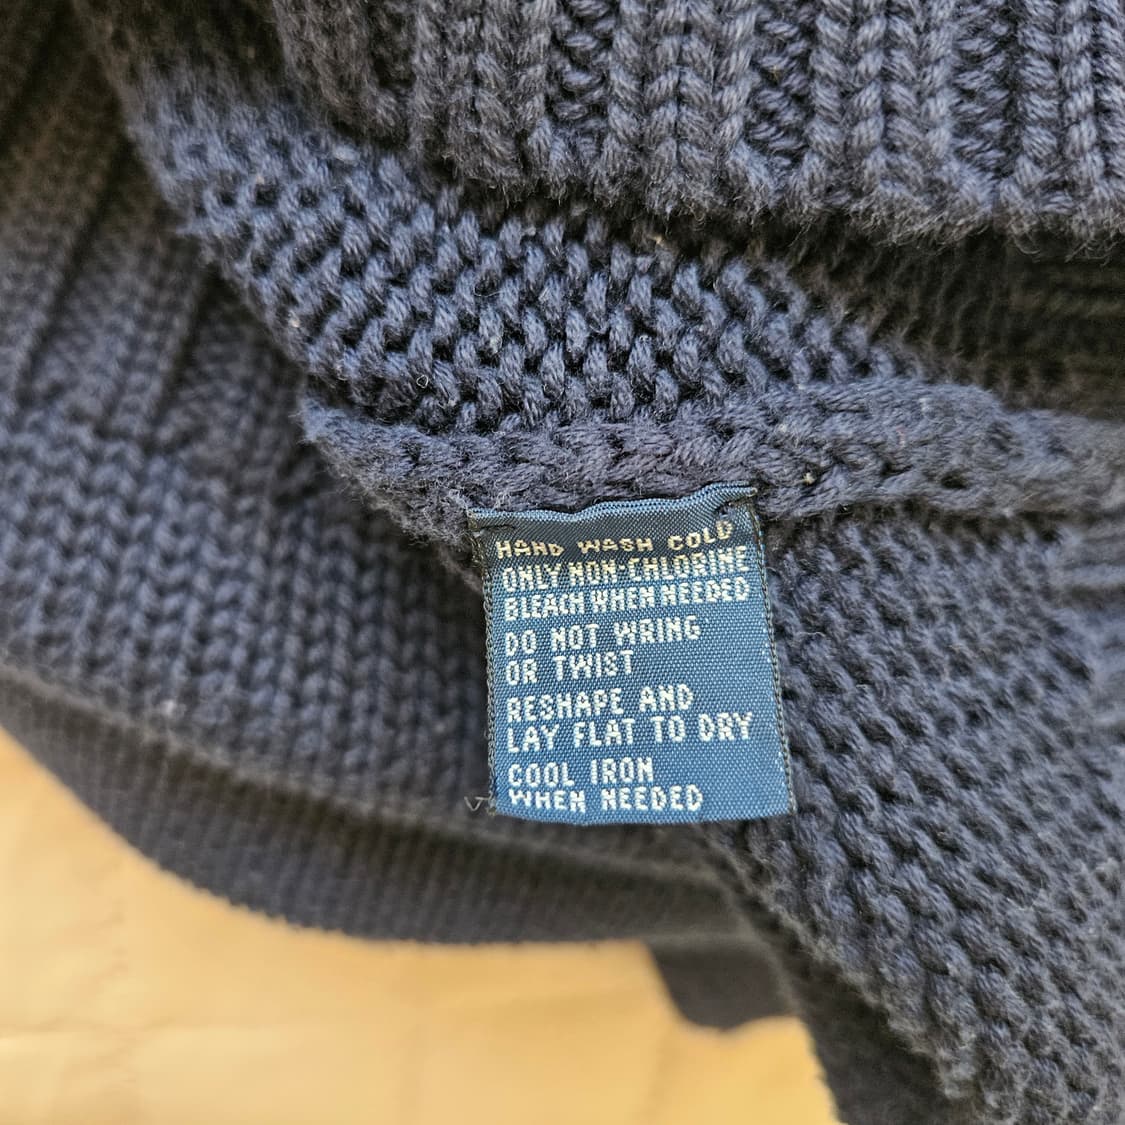 HAND WASH COLD
ONLY NON-CHLORINE
BLEACH WHEN NEEDED
DO NOT WRING
OR TWIST
RESHAPE AND
LAY FLAT TO DRY
COOL IRON
WHEN NEEDED